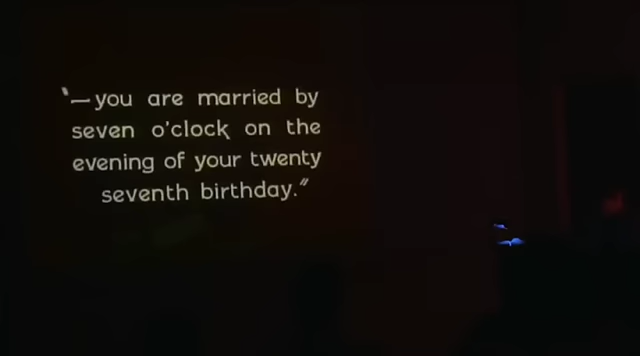 "—you are married by
seven o'clock on the
evening of your twenty
seventh birthday."